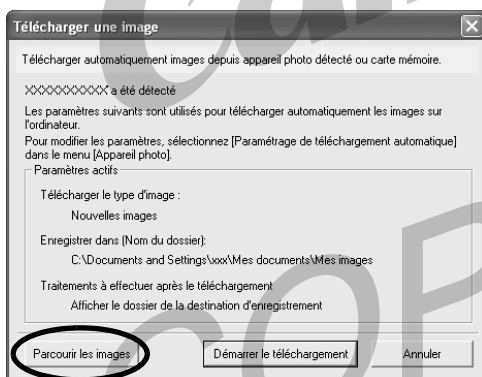 Télécharger une image
Télécharger automatiquement images depuis appareil photo détecté ou carte mémoire.
XXXXXXXXXXX a été détecté
Les paramètres suivants sont utilisés pour télécharger automatiquement les images sur
l'ordinateur.
Pour modifier les paramètres, sélectionnez [Paramétrage de téléchargement automatique]
dans le menu [Appareil photo].
Paramètres actifs
Télécharger le type d'image :
Nouvelles images
Enregistrer dans (Nom du dossier):
C:\Documents and Settings\xxx\Mes documents\Mes images
Traitements à effectuer après le téléchargement
Afficher le dossier de la destination d'enregistrement
Parcourir les images
Démarrer le téléchargement
Annuler